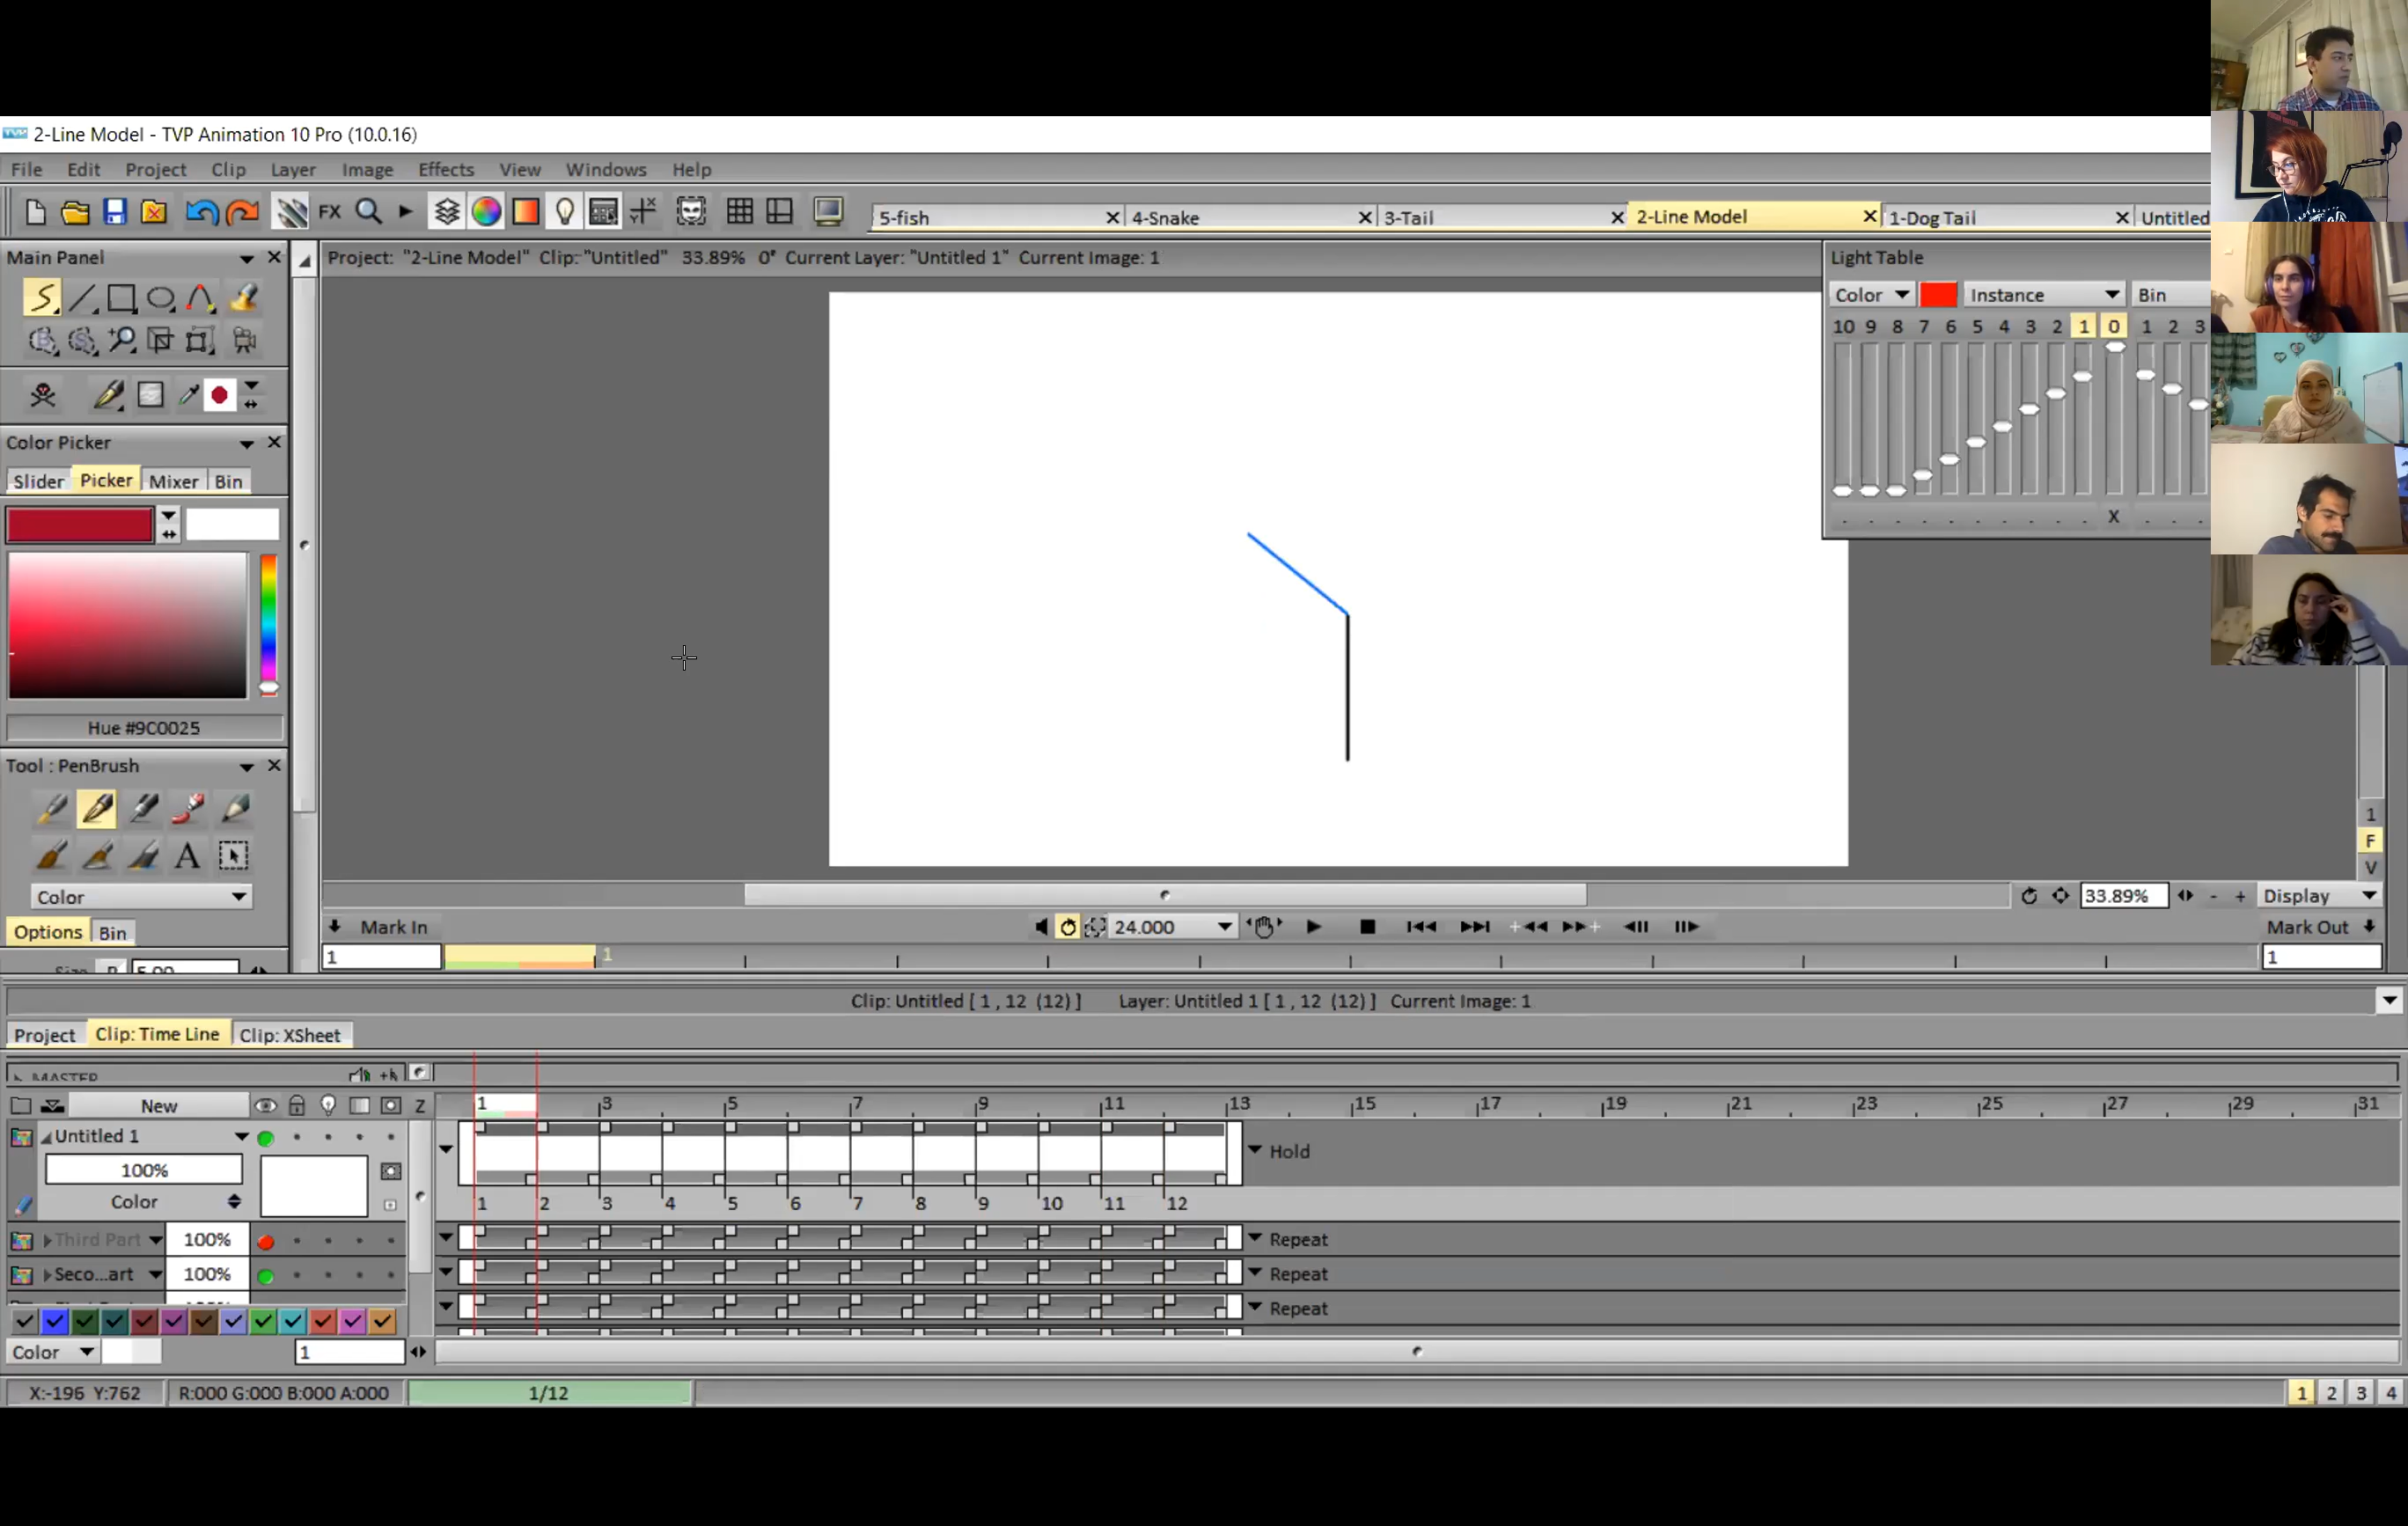 2-Line Model - TVP Animation 10 Pro (10.0.16)
File Edit Project Clip Layer Image Effects View Windows Help
FX
5-fish 4-Snake 3-Tail 2-Line Model 1-Dog Tail Untitled
Main Panel
Project: "2-Line Model" Clip: "Untitled" 33.89% 0° Current Layer: "Untitled 1" Current Image: 1
Light Table
Color Instance Bin
10 9 8 7 6 5 4 3 2 1 0 1 2 3
X
Color Picker
Slider Picker Mixer Bin
Hue #9C0025
Tool : PenBrush
A
Color
Options Bin
1
F
V
33.89% - + Display
Mark In 24.000 Mark Out
1 1 1
Clip: Untitled [ 1 , 12 (12) ] Layer: Untitled 1 [ 1 , 12 (12) ] Current Image: 1
Project Clip: Time Line Clip: XSheet
MASTER
New Z 1 3 5 7 9 11 13 15 17 19 21 23 25 27 29 31
Untitled 1
100% Hold
Color 1 2 3 4 5 6 7 8 9 10 11 12
Third Part 100% Repeat
Seco...art 100% Repeat
Repeat
Color 1
X:-196 Y:762 R:000 G:000 B:000 A:000 1/12 1 2 3 4